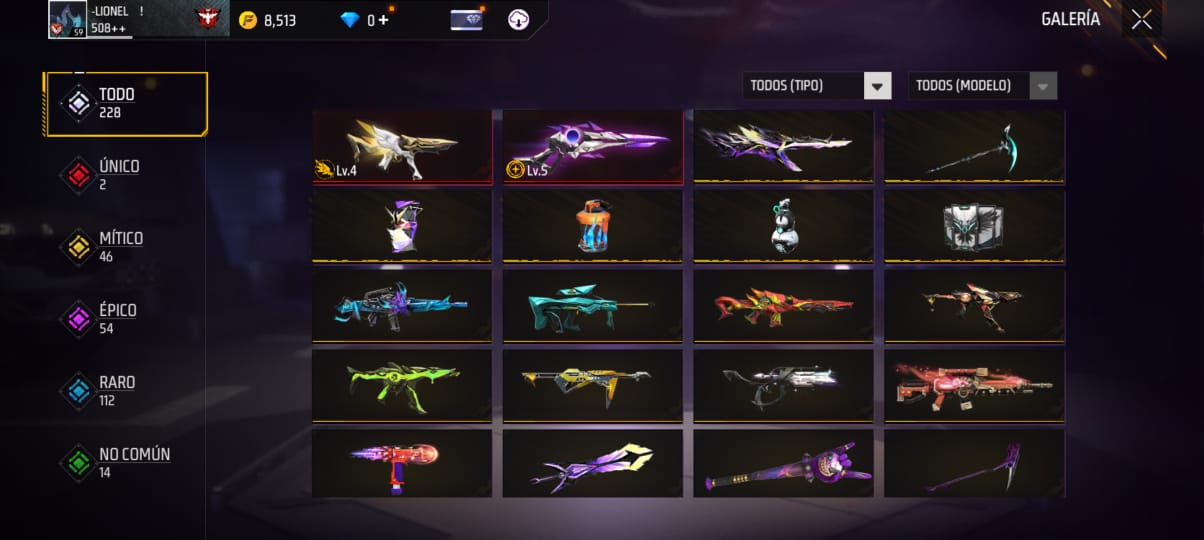 -LIONEL !
508++
59
8,513
0+
GALERÍA
TODOS (TIPO)
TODOS (MODELO)
TODO
228
ÚNICO
2
MÍTICO
46
ÉPICO
54
RARO
112
NO COMÚN
14
Lv.4
Lv.5